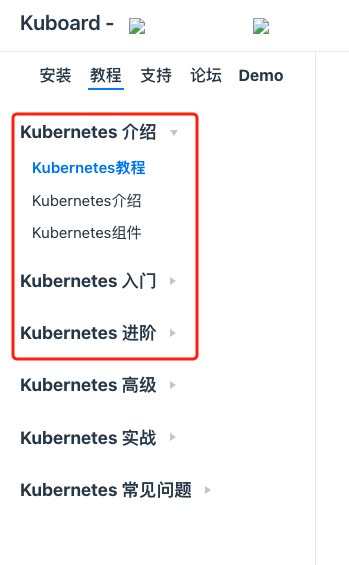 Kuboard -
安装 教程 支持 论坛 Demo
Kubernetes 介绍
Kubernetes教程
Kubernetes介绍
Kubernetes组件
Kubernetes 入门
Kubernetes 进阶
Kubernetes 高级
Kubernetes 实战
Kubernetes 常见问题